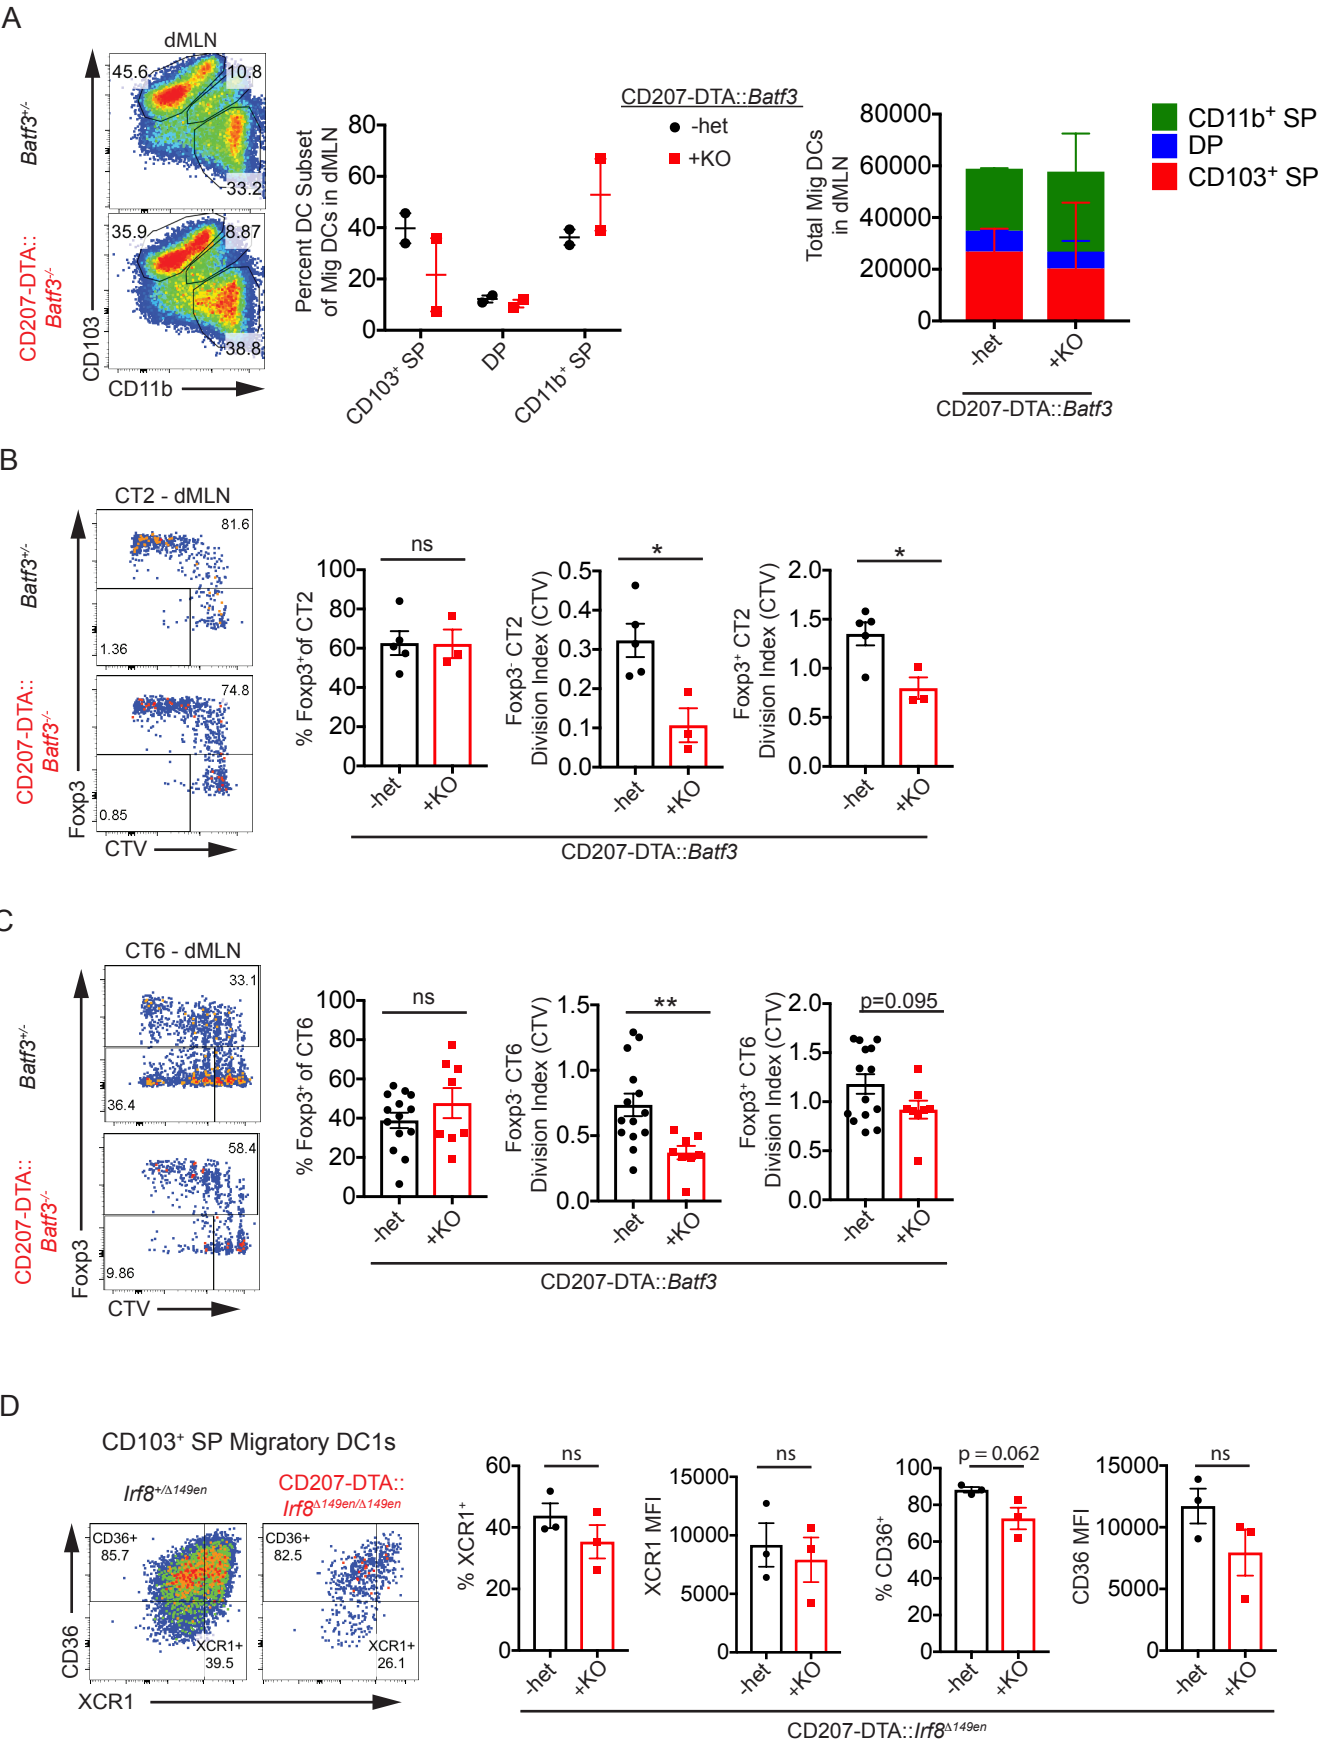 A
dMLN
Batf3+/-
45.6
10.8
33.2
CD207-DTA::
Batf3-/-
35.9
8.87
38.8
CD103
CD11b
Percent DC Subset
of Mig DCs in dMLN
80
60
40
20
0
CD103+ SP
DP
CD11b+ SP
CD207-DTA::Batf3
-het
+KO
Total Mig DCs
in dMLN
80000
60000
40000
20000
0
-het
+KO
CD207-DTA::Batf3
CD11b+ SP
DP
CD103+ SP
B
CT2 - dMLN
Batf3+/-
81.6
1.36
CD207-DTA::
Batf3-/-
74.8
0.85
Foxp3
CTV
% Foxp3+of CT2
100
80
60
40
20
0
ns
-het
+KO
Foxp3- CT2
Division Index (CTV)
0.5
0.4
0.3
0.2
0.1
0.0
*
-het
+KO
Foxp3+ CT2
Division Index (CTV)
2.0
1.5
1.0
0.5
0.0
*
-het
+KO
CD207-DTA::Batf3
C
CT6 - dMLN
Batf3+/-
33.1
36.4
CD207-DTA::
Batf3-/-
58.4
9.86
Foxp3
CTV
% Foxp3+ of CT6
100
80
60
40
20
0
ns
-het
+KO
Foxp3- CT6
Division Index (CTV)
1.5
1.0
0.5
0.0
**
-het
+KO
Foxp3+ CT6
Division Index (CTV)
2.0
1.5
1.0
0.5
0.0
p=0.095
-het
+KO
CD207-DTA::Batf3
D
CD103+ SP Migratory DC1s
Irf8+/Δ149en
CD207-DTA::
Irf8Δ149en/Δ149en
CD36+
85.7
XCR1+
39.5
CD36+
82.5
XCR1+
26.1
CD36
XCR1
% XCR1+
60
40
20
0
ns
-het
+KO
XCR1 MFI
15000
10000
5000
0
ns
-het
+KO
% CD36+
100
80
60
40
20
0
p = 0.062
-het
+KO
CD36 MFI
15000
10000
5000
0
ns
-het
+KO
CD207-DTA::Irf8Δ149en